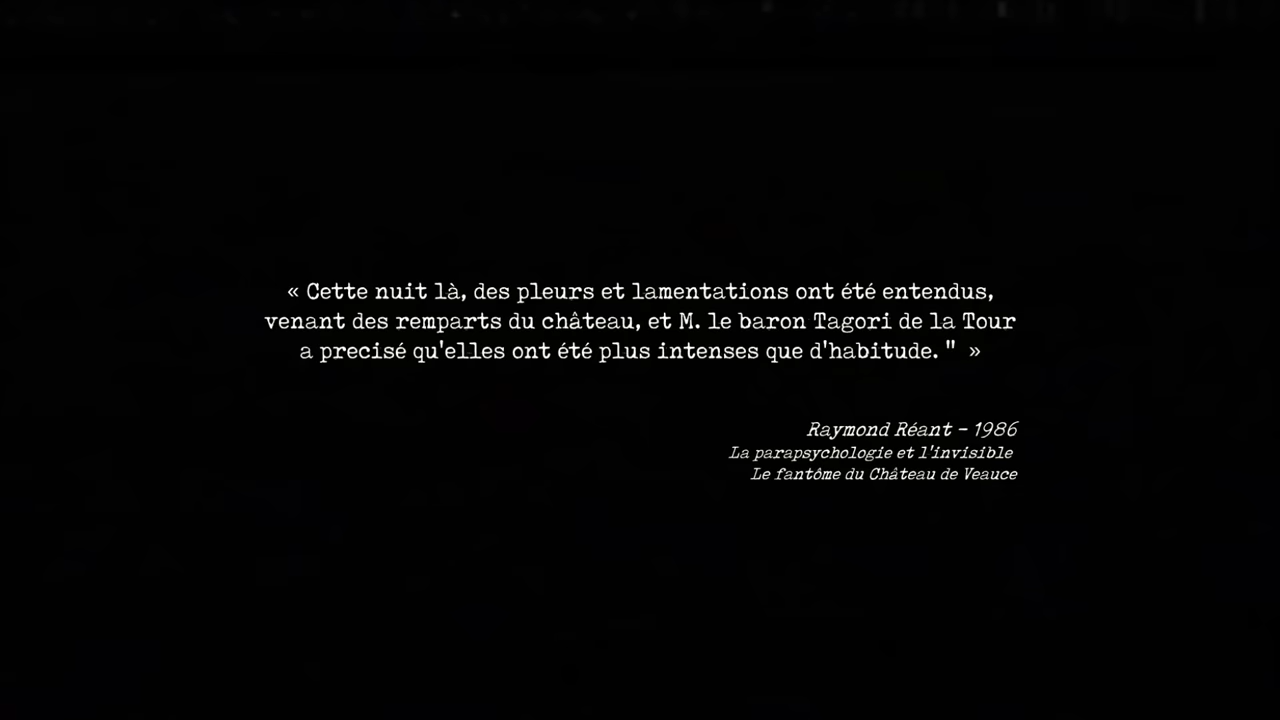 « Cette nuit là, des pleurs et lamentations ont été entendus,
venant des remparts du château, et M. le baron Tagori de la Tour
a precisé qu'elles ont été plus intenses que d'habitude. " »
Raymond Réant - 1986
La parapsychologie et l'invisible
Le fantôme du Château de Veauce